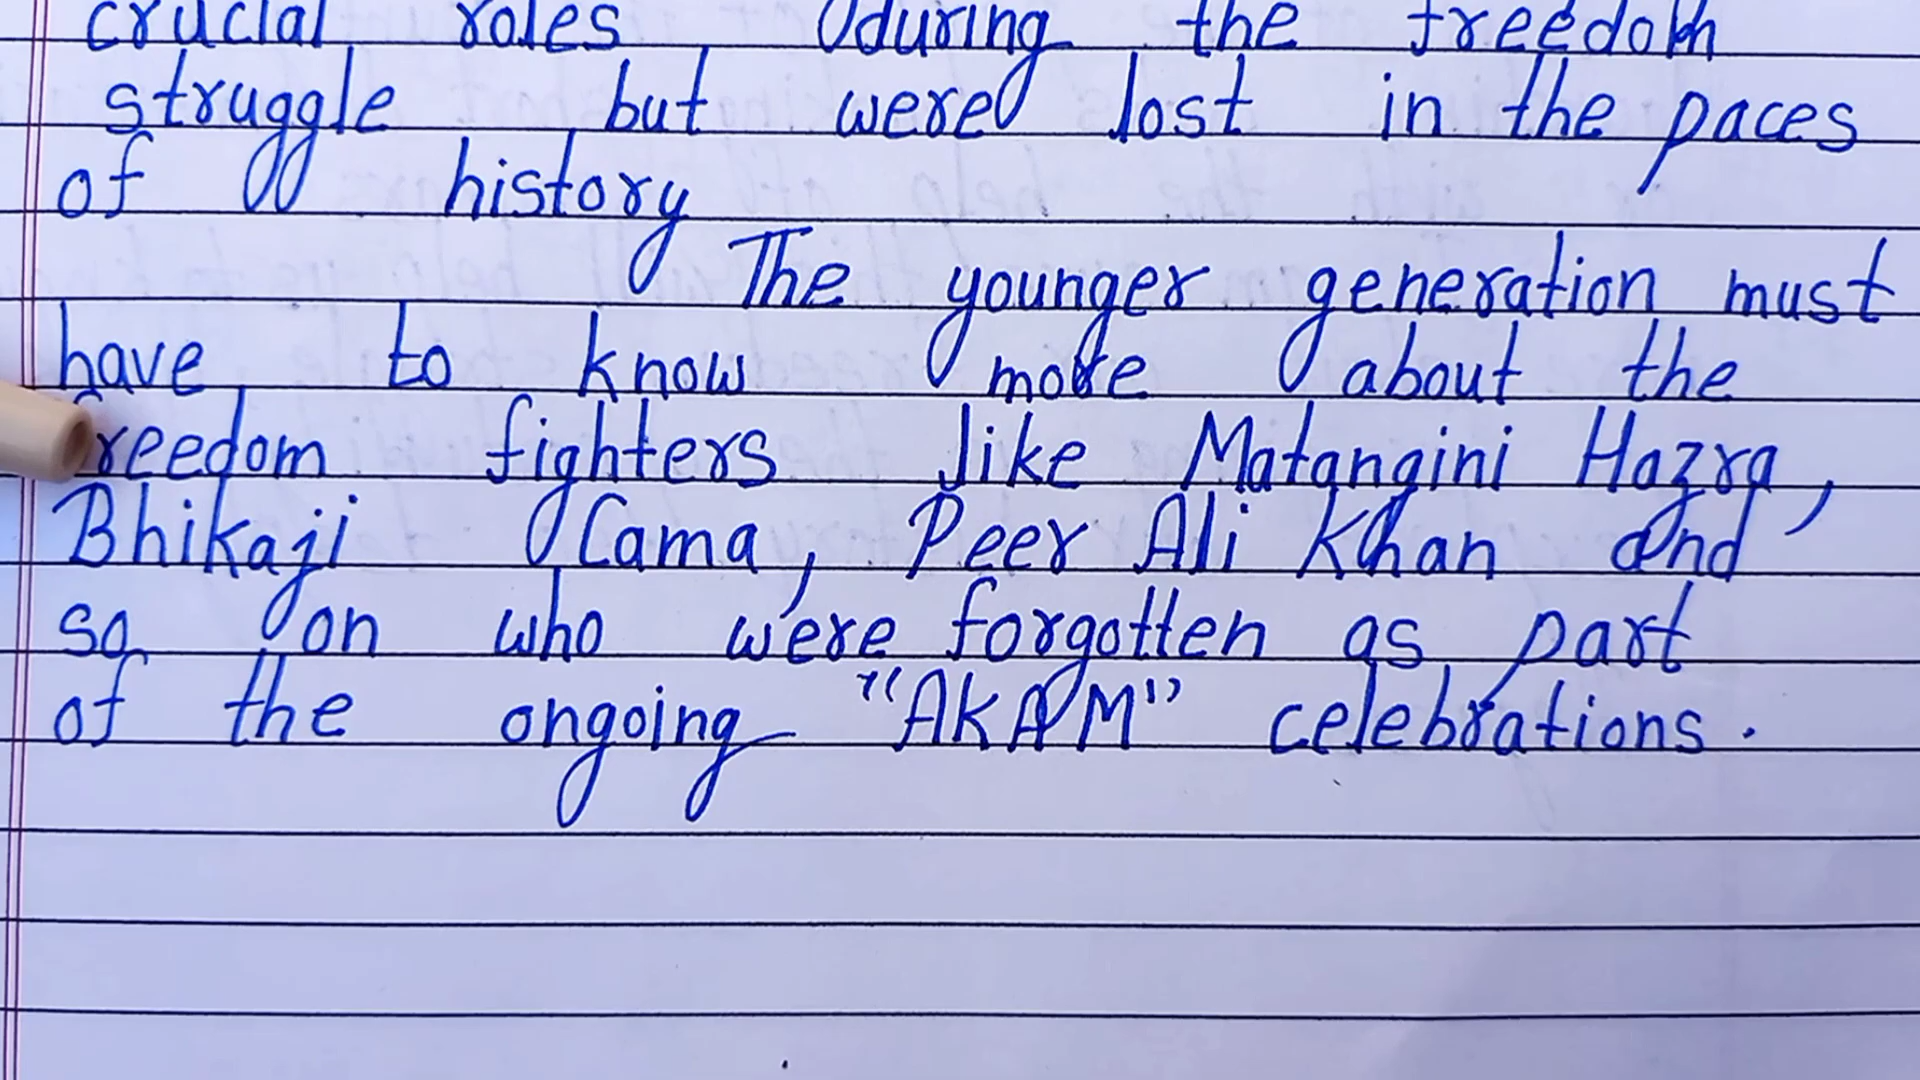 crucial roles during the freedom
struggle but were lost in the paces
of history
The younger generation must
have to know more about the
freedom fighters like Matangini Hazra,
Bhikaji Cama, Peer Ali Khan and
so on who were forgotten as part
of the ongoing "AKAM" celebrations.